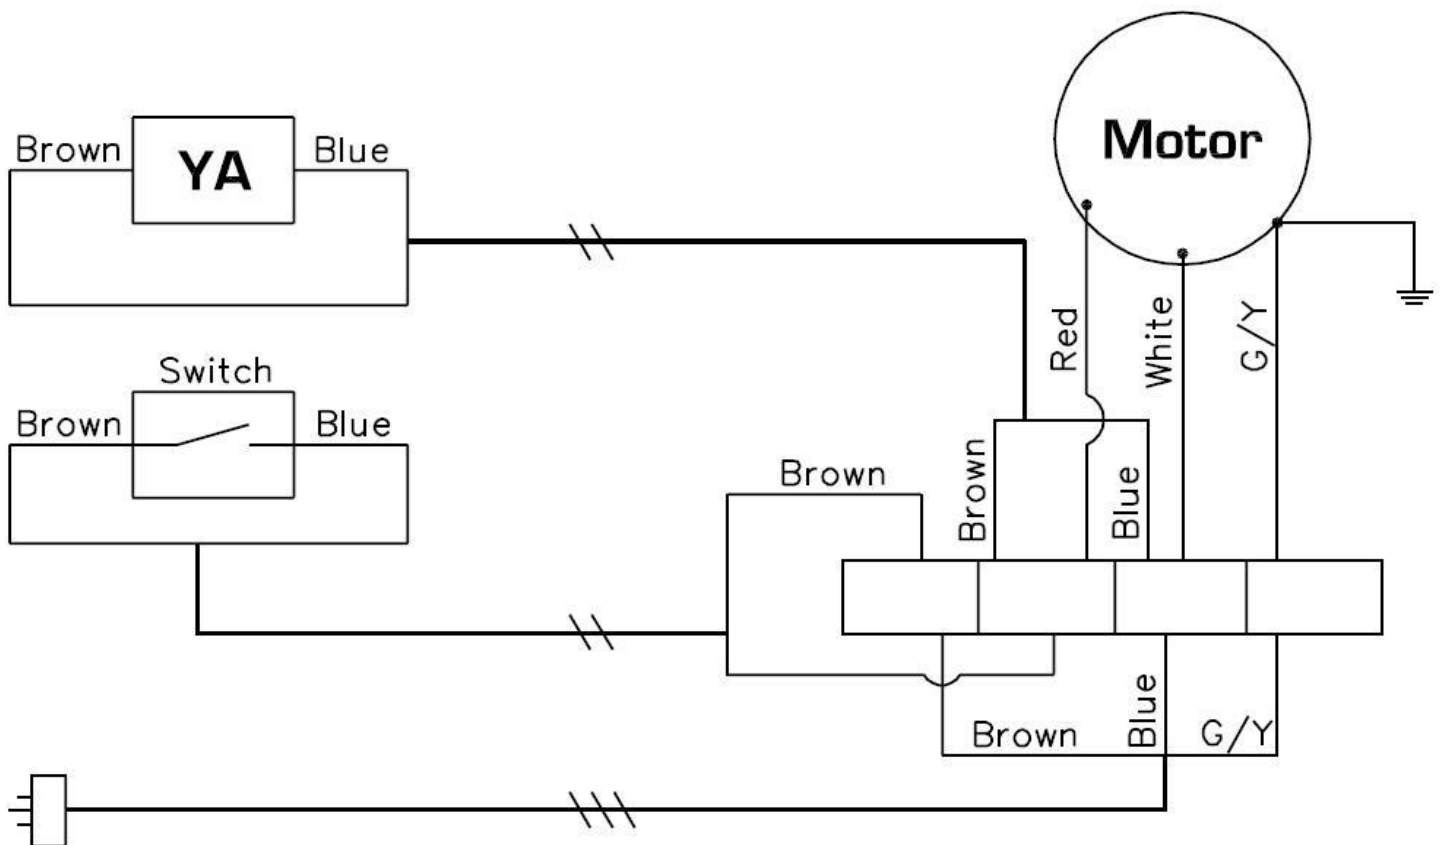 Brown
YA
Blue
Motor
Switch
Brown
Blue
Red
White
G/Y
Brown
Brown
Blue
Brown
Blue
G/Y